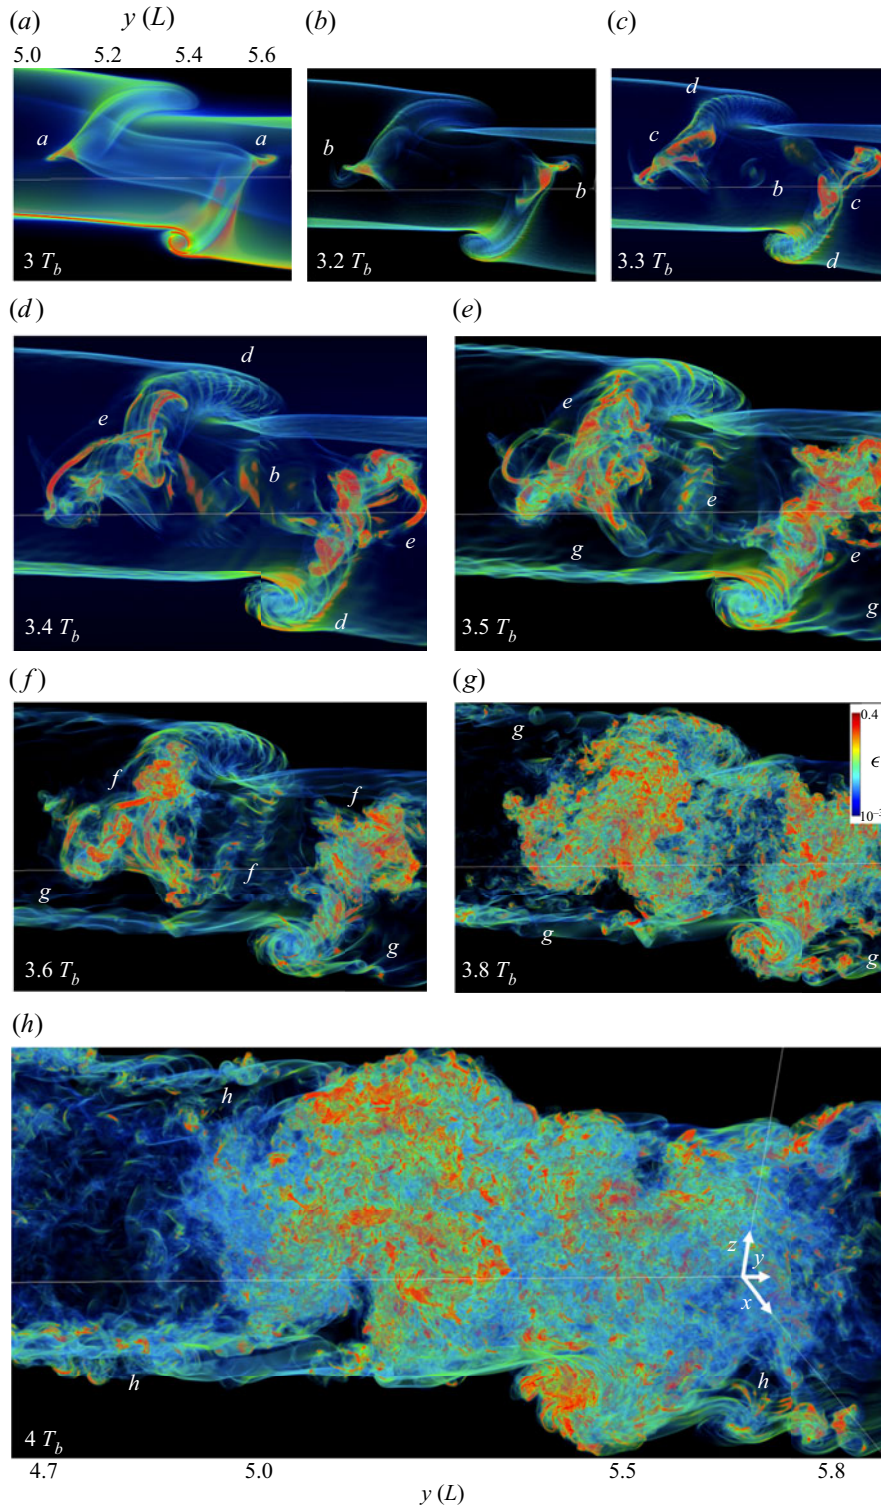 (a) y (L) (b) (c)
5.0 5.2 5.4 5.6
a a
3 T_b
b b
3.2 T_b
d
c
b c
d
3.3 T_b
(d) (e)
d
e
b
e
d
3.4 T_b
e
e
g e
g
3.5 T_b
(f) (g)
f
f
f
g
g
3.6 T_b
g
0.4
ϵ
10⁻³
g
g
3.8 T_b
(h)
h
z
y
x
h
h
4 T_b
4.7 5.0 5.5 5.8
y (L)